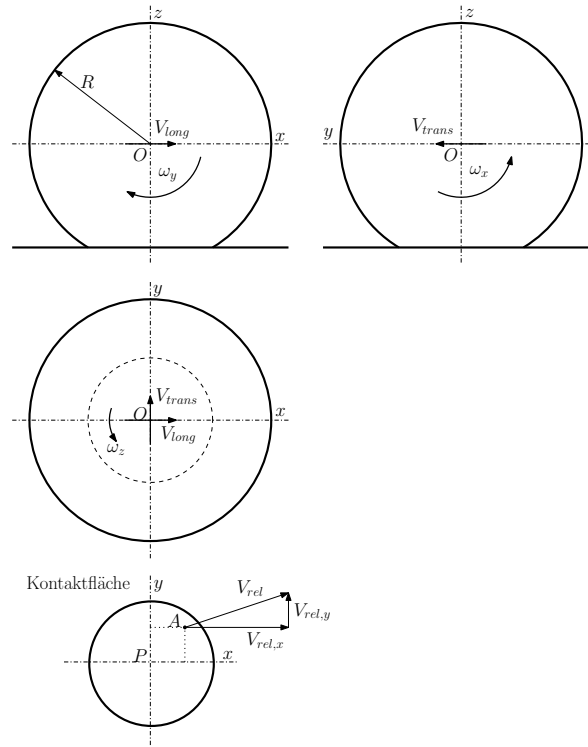 z
R
V_long
x
O
ω_y
z
y
V_trans
O
ω_x
y
V_trans
x
O
V_long
ω_z
Kontaktfläche
y
V_rel
A
V_rel,y
V_rel,x
P
x